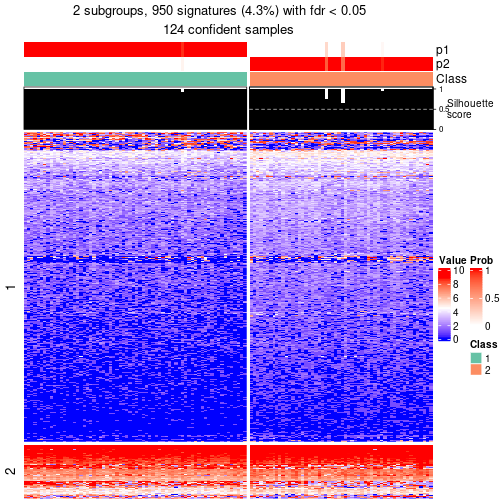 2 subgroups, 950 signatures (4.3%) with fdr < 0.05
124 confident samples
p1
p2
Class
1
0.5
0
Silhouette
score
1
2
Value
10
8
6
4
2
0
Prob
1
0.5
0
Class
1
2